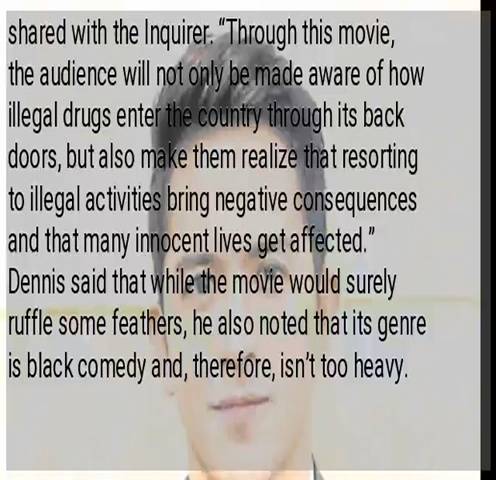 shared with the Inquirer. “Through this movie,
the audience will not only be made aware of how
illegal drugs enter the country through its back
doors, but also make them realize that resorting
to illegal activities bring negative consequences
and that many innocent lives get affected.”
Dennis said that while the movie would surely
ruffle some feathers, he also noted that its genre
is black comedy and, therefore, isn’t too heavy.